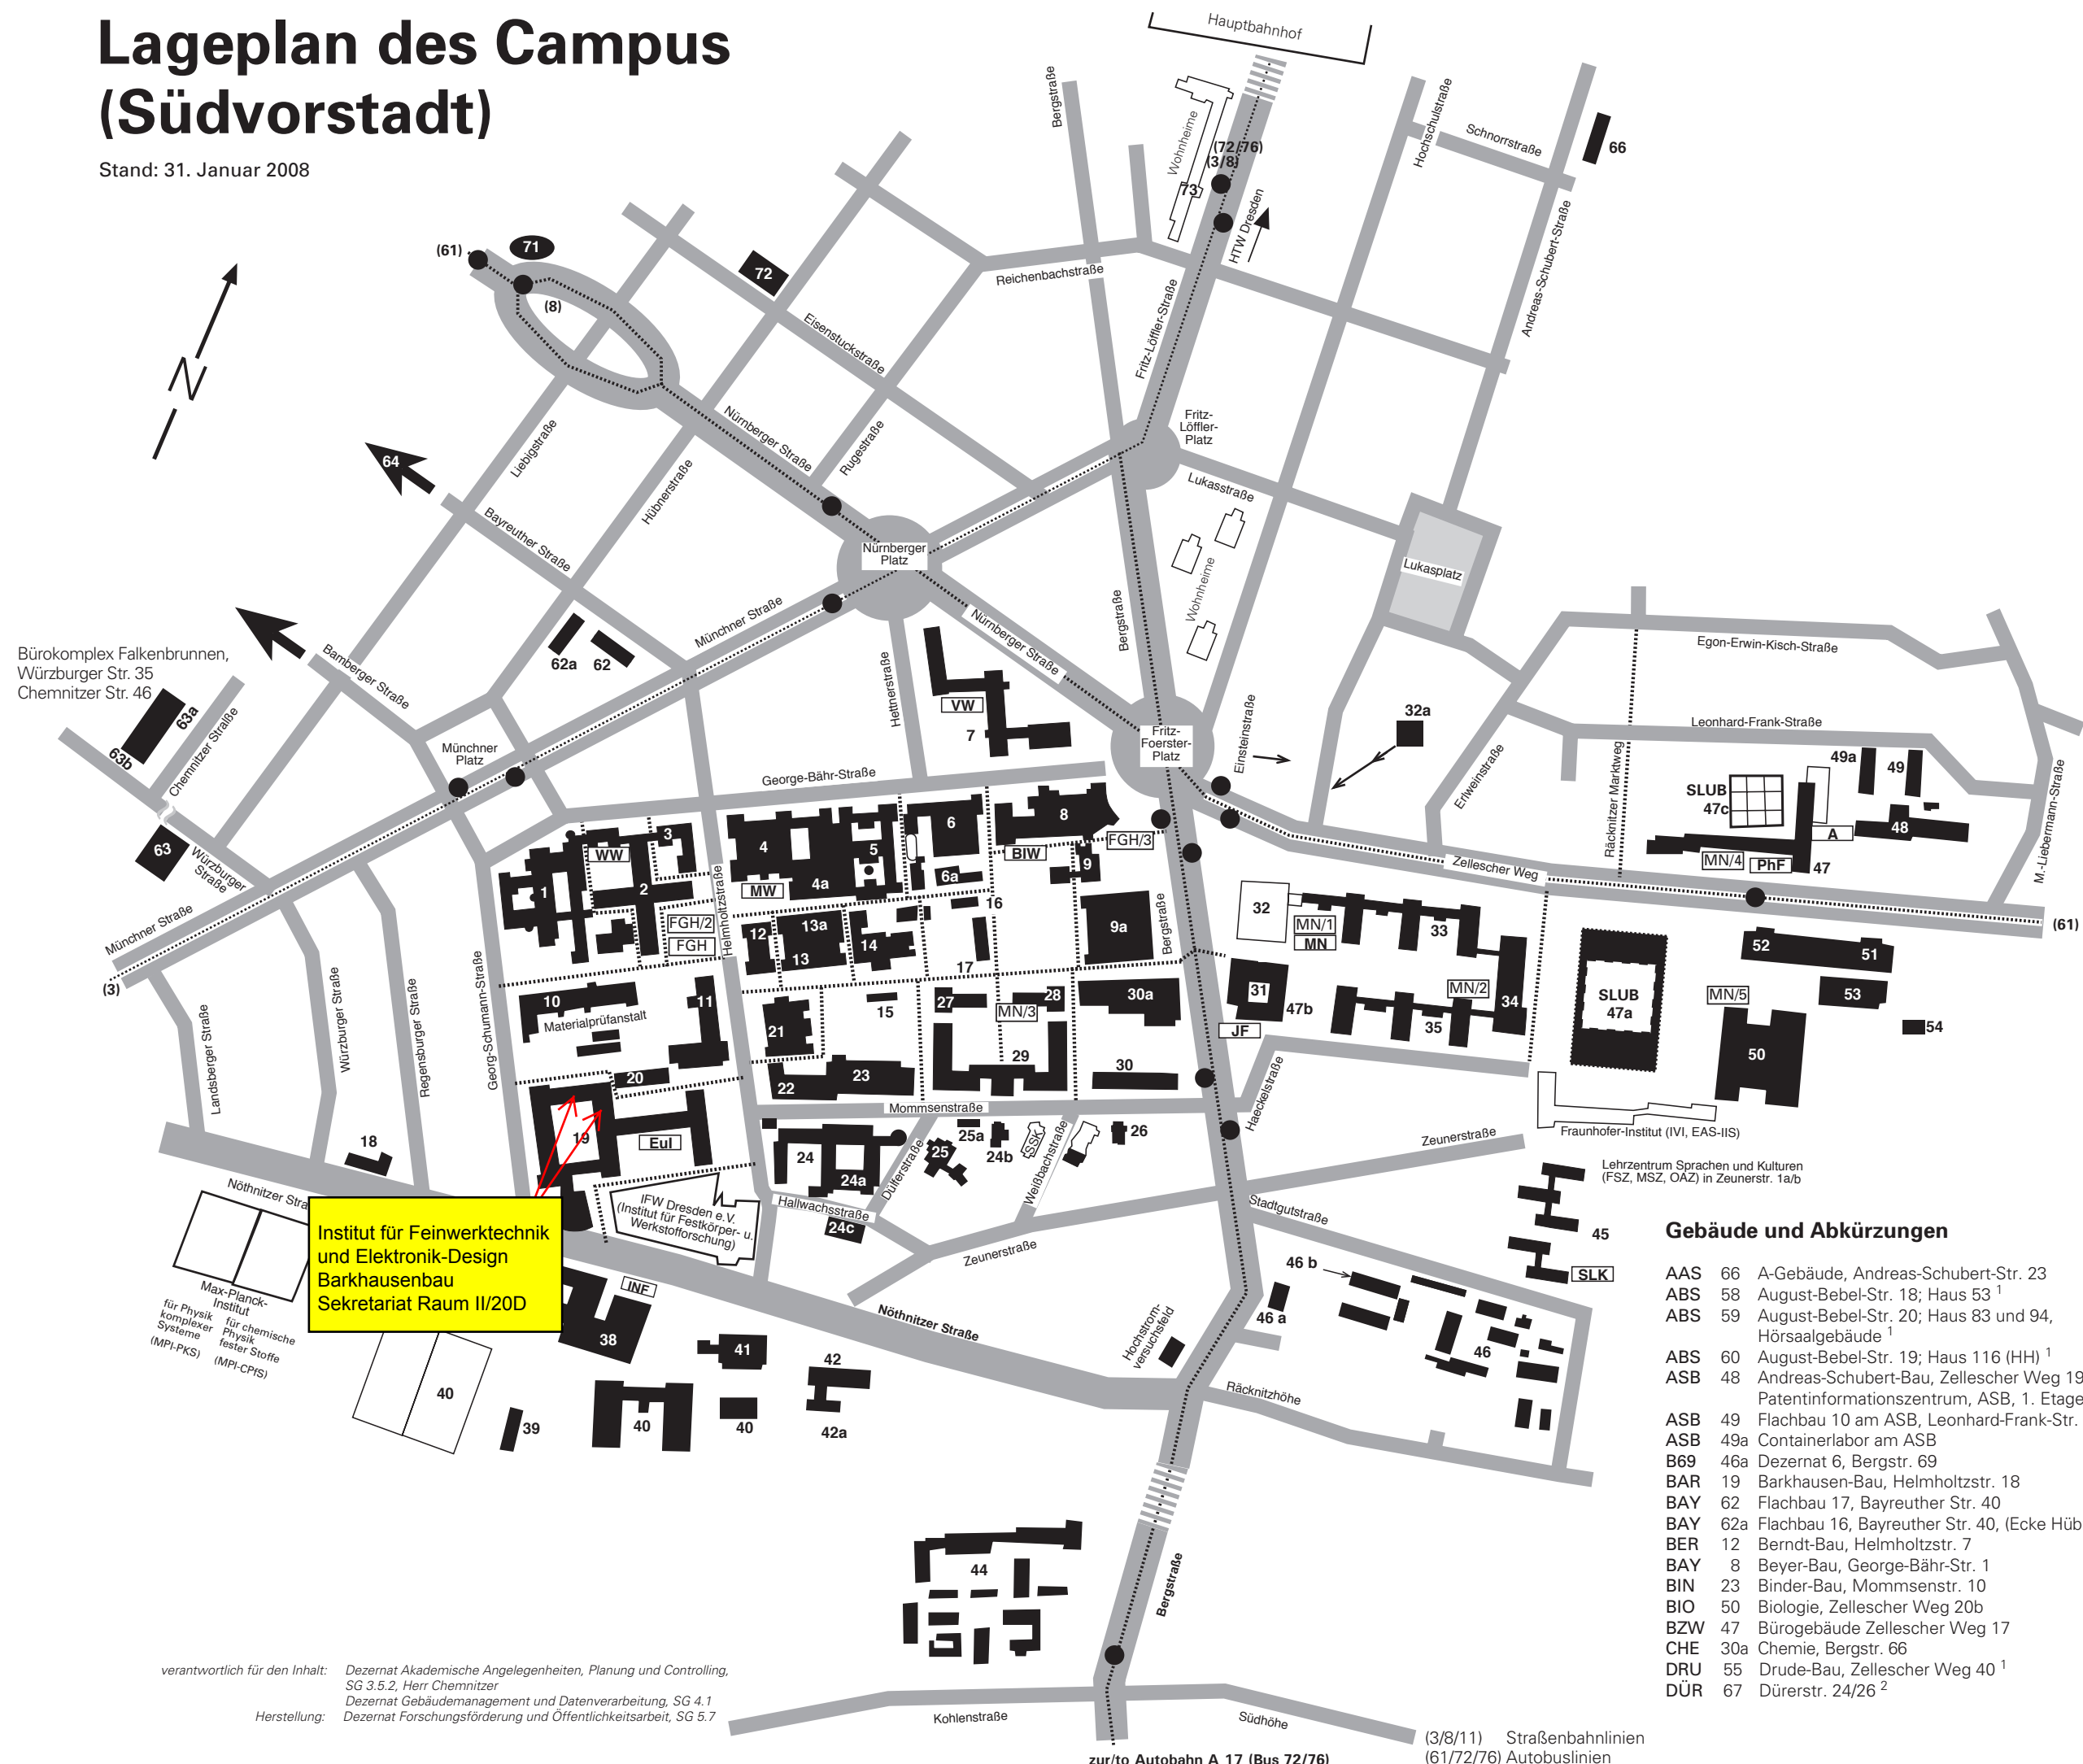 Lageplan des Campus
(Südvorstadt)
Stand: 31. Januar 2008
Hauptbahnhof
Bergstraße
Wohnheime
(72/76)
(3/8)
73
HTW Dresden
Hochschulstraße
Schnorrstraße
66
Andreas-Schubert-Straße
(61)
71
(8)
72
Reichenbachstraße
Eisenstuckstraße
Fritz-Löffler-Straße
Nürnberger Straße
Rugestraße
Liebigstraße
Hübnerstraße
64
Bayreuther Straße
Fritz-
Löffler-
Platz
Lukasstraße
Lukasplatz
Wohnheime
Nürnberger
Platz
Münchner Straße
Nürnberger Straße
Bergstraße
Bürokomplex Falkenbrunnen,
Würzburger Str. 35
Chemnitzer Str. 46
Bamberger Straße
62a
62
63a
63b
Chemnitzer Straße
Münchner
Platz
63
Würzburger
Straße
Hettnerstraße
VW
7
Fritz-
Foerster-
Platz
Einsteinstraße
32a
Egon-Erwin-Kisch-Straße
Leonhard-Frank-Straße
Erlweinstraße
Räcknitzer Marktweg
M.-Liebermann-Straße
SLUB
47c
49a
49
48
A
MN/4
PhF
47
George-Bähr-Straße
Zellescher Weg
(61)
1
WW
2
3
4
4a
5
6
6a
MW
BIW
8
9
FGH/3
FGH/2
FGH
Helmholtzstraße
12
13a
13
14
16
17
9a
Bergstraße
32
MN/1
MN
33
MN/2
34
35
SLUB
47a
52
51
53
54
MN/5
50
Münchner Straße
(3)
Landsberger Straße
Würzburger Straße
Regensburger Straße
Georg-Schumann-Straße
10
Materialprüfanstalt
11
21
15
27
28
MN/3
29
30a
30
31
47b
JF
20
22
23
19
EuI
Mommsenstraße
Haeckelstraße
18
Nöthnitzer Stra
24
24a
25
25a
24b
SSK
26
Dülferstraße
Weißbachstraße
Hallwachsstraße
24c
Zeunerstraße
Zeunerstraße
Fraunhofer-Institut (IVI, EAS-IIS)
Lehrzentrum Sprachen und Kulturen
(FSZ, MSZ, OAZ) in Zeunerstr. 1a/b
45
SLK
Stadtgutstraße
IFW Dresden e.V.
(Institut für Festkörper- u.
Werkstofforschung)
Institut für Feinwerktechnik
und Elektronik-Design
Barkhausenbau
Sekretariat Raum II/20D
Max-Planck-
Institut
für Physik
komplexer
Systeme
(MPI-PKS)
für chemische
Physik
fester Stoffe
(MPI-CPfS)
INF
38
Nöthnitzer Straße
41
42
42a
40
39
40
40
Hochstrom-
versuchsfeld
46 b
46 a
46
Räcknitzhöhe
44
Bergstraße
Kohlenstraße
Südhöhe
zur/to Autobahn A 17 (Bus 72/76)
(3/8/11) Straßenbahnlinien
(61/72/76) Autobuslinien
verantwortlich für den Inhalt: Dezernat Akademische Angelegenheiten, Planung und Controlling,
SG 3.5.2, Herr Chemnitzer
Dezernat Gebäudemanagement und Datenverarbeitung, SG 4.1
Herstellung: Dezernat Forschungsförderung und Öffentlichkeitsarbeit, SG 5.7
Gebäude und Abkürzungen
AAS 66 A-Gebäude, Andreas-Schubert-Str. 23
ABS 58 August-Bebel-Str. 18; Haus 53 1
ABS 59 August-Bebel-Str. 20; Haus 83 und 94,
Hörsaalgebäude 1
ABS 60 August-Bebel-Str. 19; Haus 116 (HH) 1
ASB 48 Andreas-Schubert-Bau, Zellescher Weg 19
Patentinformationszentrum, ASB, 1. Etage
ASB 49 Flachbau 10 am ASB, Leonhard-Frank-Str.
ASB 49a Containerlabor am ASB
B69 46a Dezernat 6, Bergstr. 69
BAR 19 Barkhausen-Bau, Helmholtzstr. 18
BAY 62 Flachbau 17, Bayreuther Str. 40
BAY 62a Flachbau 16, Bayreuther Str. 40, (Ecke Hüb
BER 12 Berndt-Bau, Helmholtzstr. 7
BAY 8 Beyer-Bau, George-Bähr-Str. 1
BIN 23 Binder-Bau, Mommsenstr. 10
BIO 50 Biologie, Zellescher Weg 20b
BZW 47 Bürogebäude Zellescher Weg 17
CHE 30a Chemie, Bergstr. 66
DRU 55 Drude-Bau, Zellescher Weg 40 1
DÜR 67 Dürerstr. 24/26 2